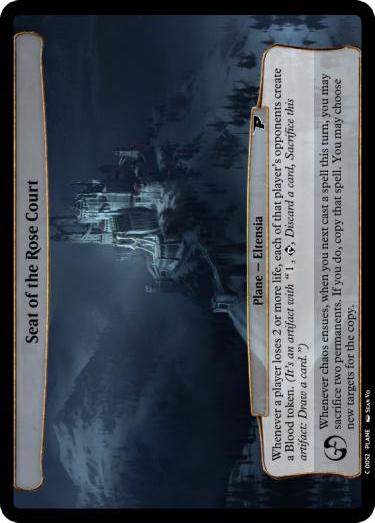 Seat of the Rose Court
Plane — Eltensia
Whenever a player loses 2 or more life, each of that player's opponents create
a Blood token. (It's an artifact with “ 1 , , Discard a card, Sacrifice this
artifact: Draw a card.”)
Whenever chaos ensues, when you next cast a spell this turn, you may
sacrifice two permanents. If you do, copy that spell. You may choose
new targets for the copy.
C 0052 PLANE Sean Vo